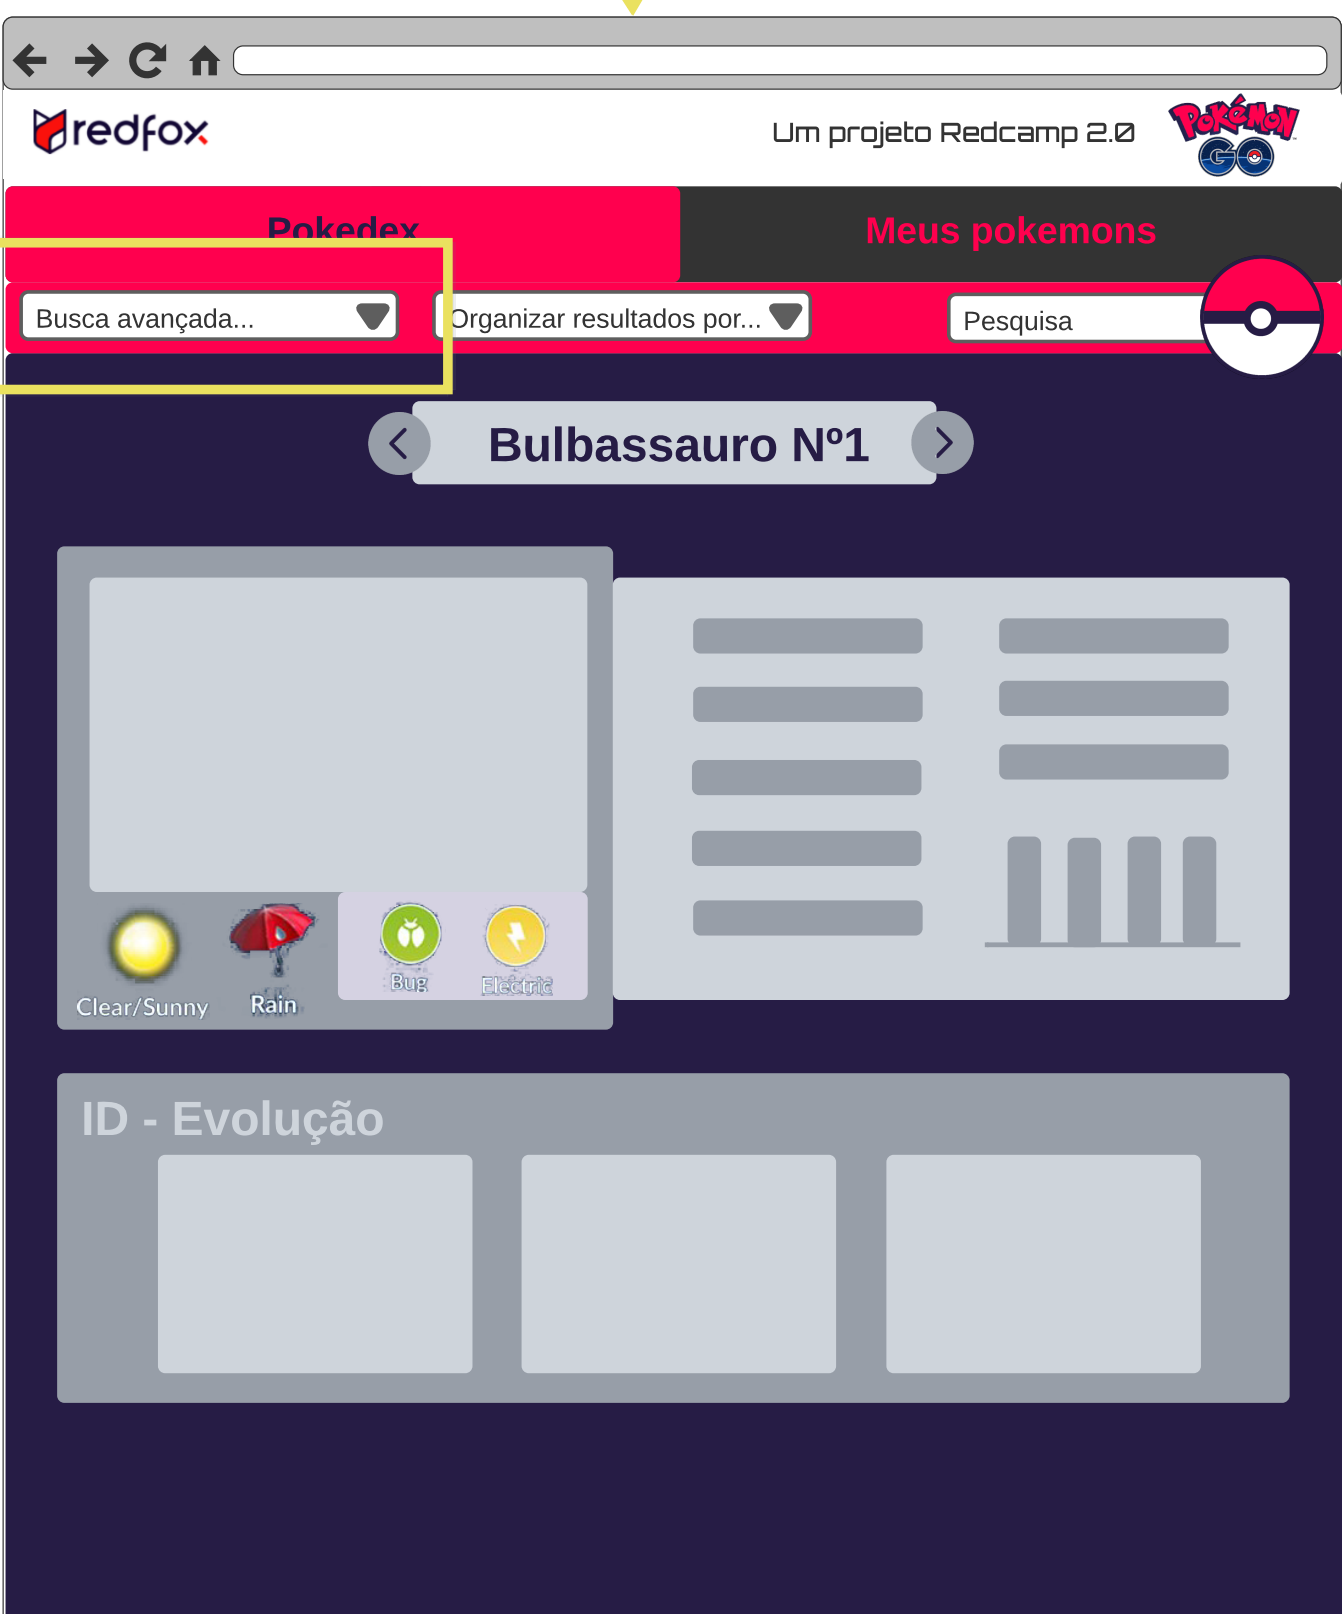 redfox
Um projeto Redcamp 2.0
POKéMON
GO
Pokedex
Meus pokemons
Busca avançada...
Organizar resultados por...
Pesquisa
Bulbassauro Nº1
Clear/Sunny
Rain
Bug
Electric
ID - Evolução